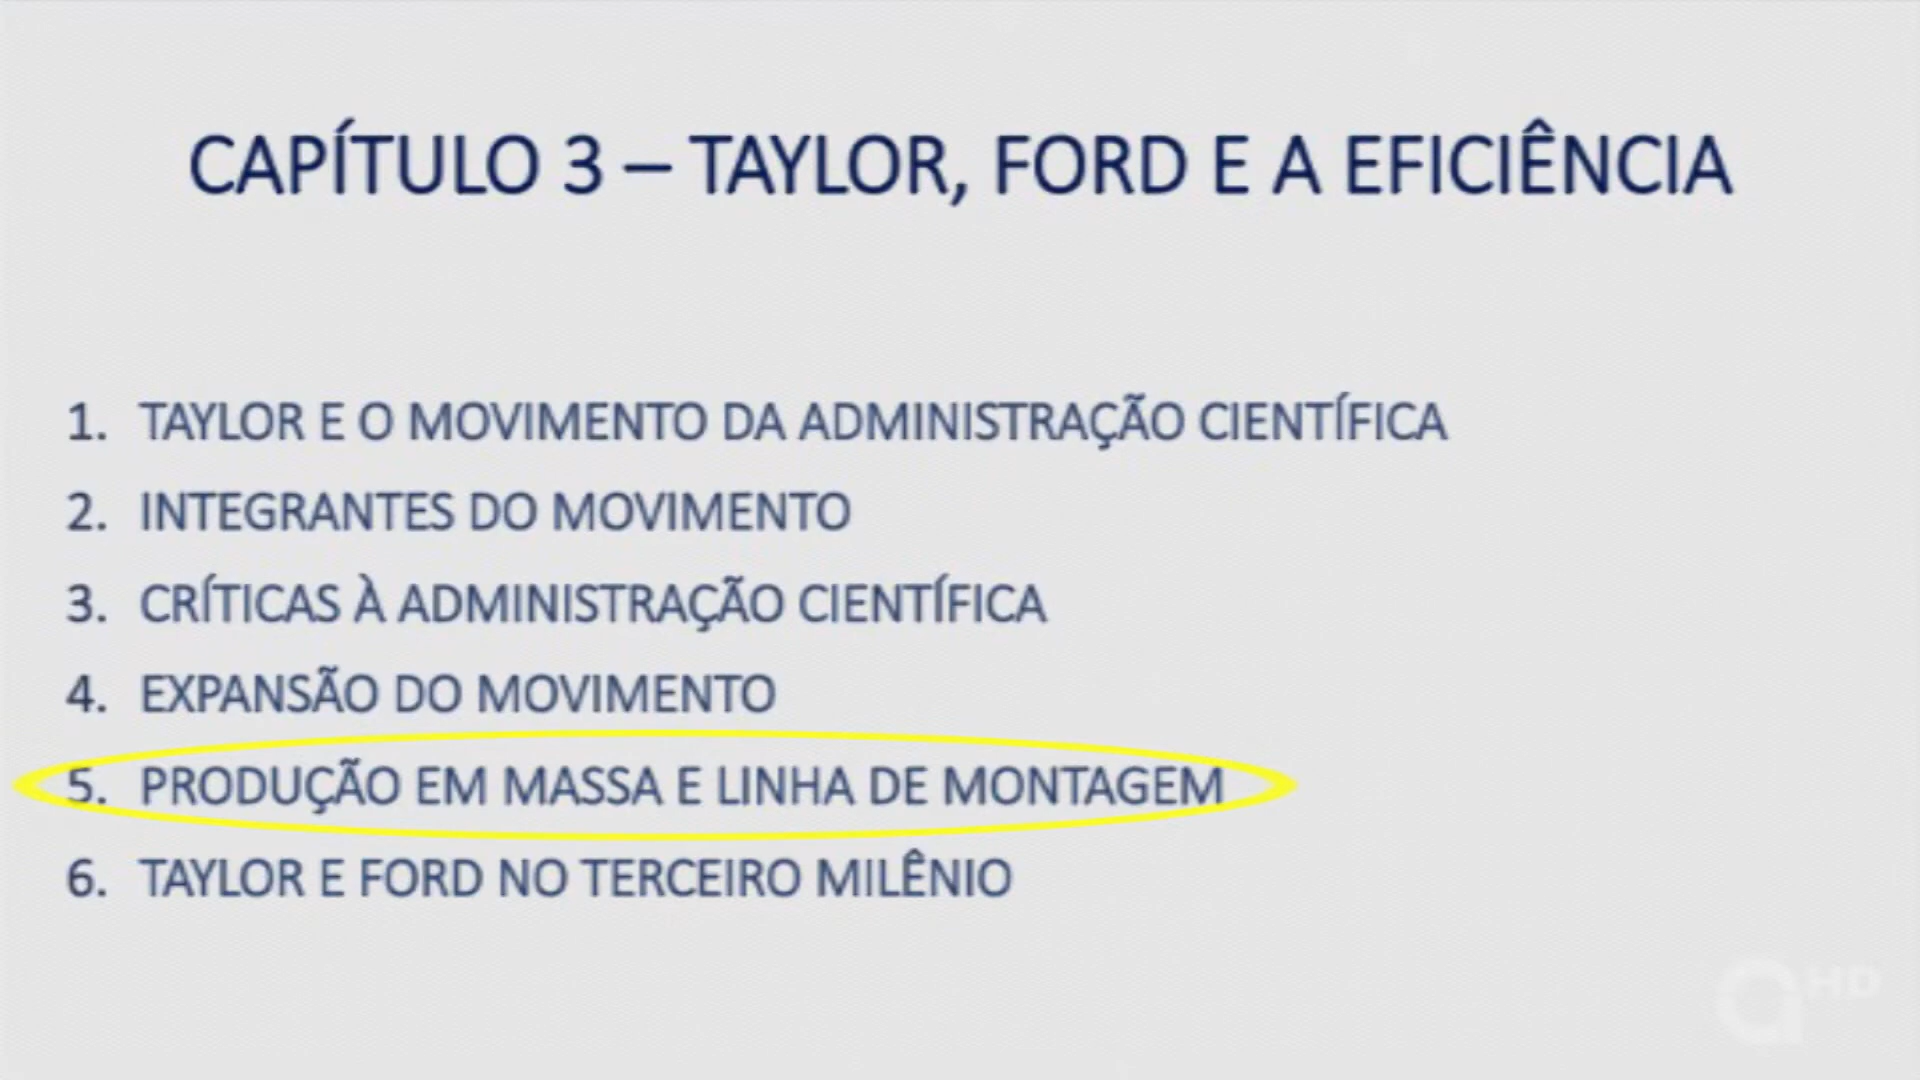 CAPÍTULO 3 – TAYLOR, FORD E A EFICIÊNCIA
1. TAYLOR E O MOVIMENTO DA ADMINISTRAÇÃO CIENTÍFICA
2. INTEGRANTES DO MOVIMENTO
3. CRÍTICAS À ADMINISTRAÇÃO CIENTÍFICA
4. EXPANSÃO DO MOVIMENTO
5. PRODUÇÃO EM MASSA E LINHA DE MONTAGEM
6. TAYLOR E FORD NO TERCEIRO MILÊNIO
HD